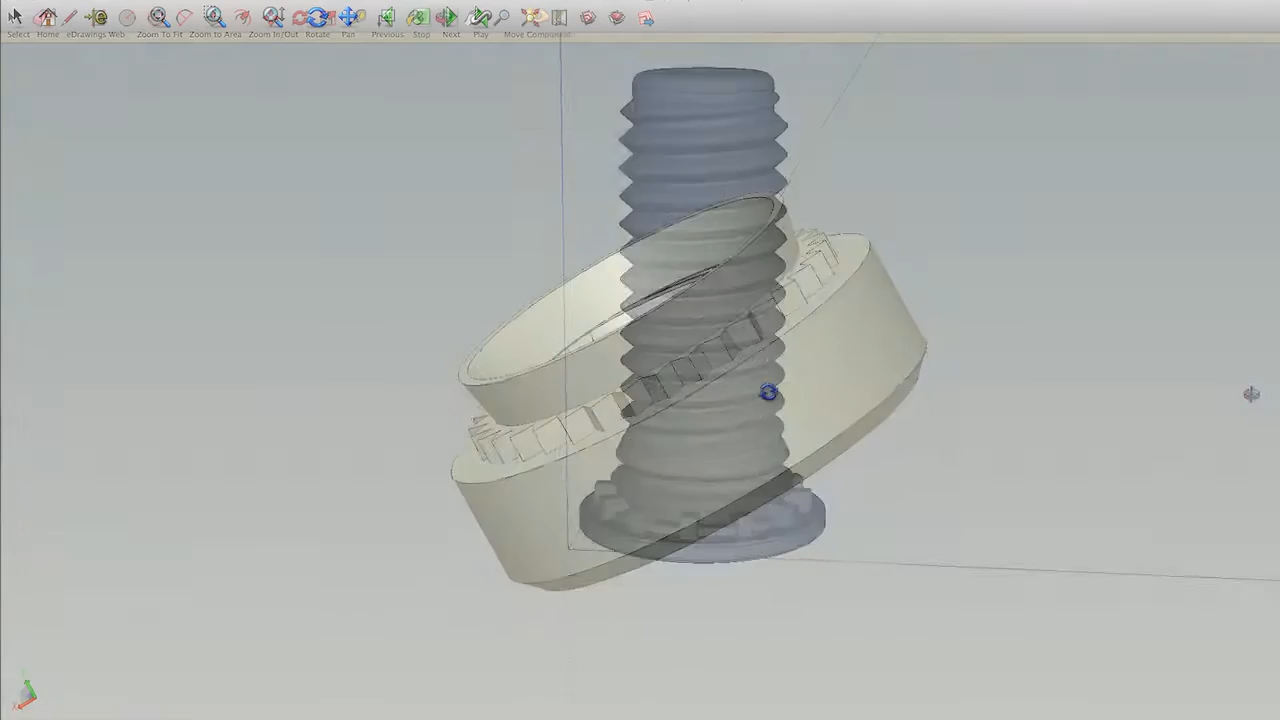 Select Home eDrawings Web Zoom To Fit Zoom to Area Zoom In/Out Rotate Pan Previous Stop Next Play Move Component